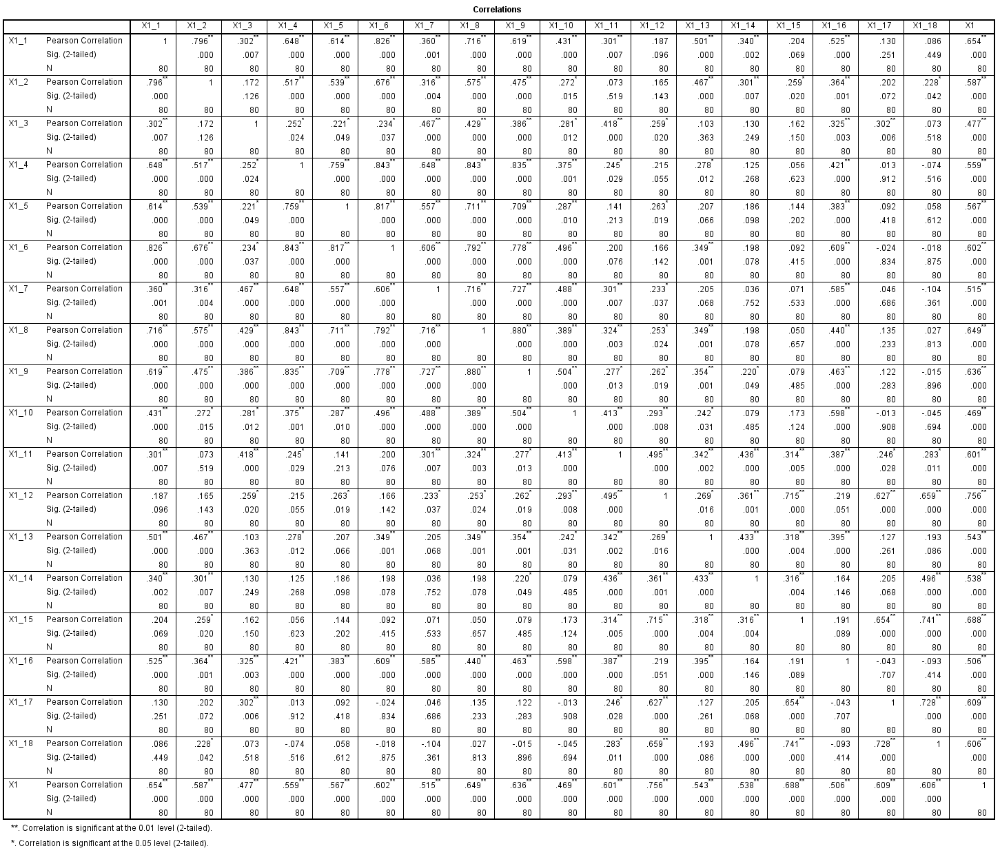 Correlations
X1_1 X1_2 X1_3 X1_4 X1_5 X1_6 X1_7 X1_8 X1_9 X1_10 X1_11 X1_12 X1_13 X1_14 X1_15 X1_16 X1_17 X1_18 X1
X1_1 Pearson Correlation 1 .796** .302** .648** .614** .826** .360** .716** .619** .431** .301** .187 .501** .340** .204 .525** .130 .086 .654**
Sig. (2-tailed) .000 .007 .000 .000 .000 .001 .000 .000 .000 .007 .096 .000 .002 .069 .000 .251 .449 .000
N 80 80 80 80 80 80 80 80 80 80 80 80 80 80 80 80 80 80 80
X1_2 Pearson Correlation .796** 1 .172 .517** .539** .676** .316** .575** .475** .272* .073 .165 .467** .301** .259* .364** .202 .228* .587**
Sig. (2-tailed) .000 .126 .000 .000 .000 .004 .000 .000 .015 .519 .143 .000 .007 .020 .001 .072 .042 .000
N 80 80 80 80 80 80 80 80 80 80 80 80 80 80 80 80 80 80 80
X1_3 Pearson Correlation .302** .172 1 .252* .221* .234* .467** .429** .386** .281* .418** .259* .103 .130 .162 .325** .302** .073 .477**
Sig. (2-tailed) .007 .126 .024 .049 .037 .000 .000 .000 .012 .000 .020 .363 .249 .150 .003 .006 .518 .000
N 80 80 80 80 80 80 80 80 80 80 80 80 80 80 80 80 80 80 80
X1_4 Pearson Correlation .648** .517** .252* 1 .759** .843** .648** .843** .835** .375** .245* .215 .278* .125 .056 .421** .013 -.074 .559**
Sig. (2-tailed) .000 .000 .024 .000 .000 .000 .000 .000 .001 .029 .055 .012 .268 .623 .000 .912 .516 .000
N 80 80 80 80 80 80 80 80 80 80 80 80 80 80 80 80 80 80 80
X1_5 Pearson Correlation .614** .539** .221* .759** 1 .817** .557** .711** .709** .287** .141 .263* .207 .186 .144 .383** .092 .058 .567**
Sig. (2-tailed) .000 .000 .049 .000 .000 .000 .000 .000 .010 .213 .019 .066 .098 .202 .000 .418 .612 .000
N 80 80 80 80 80 80 80 80 80 80 80 80 80 80 80 80 80 80 80
X1_6 Pearson Correlation .826** .676** .234* .843** .817** 1 .606** .792** .778** .496** .200 .166 .349** .198 .092 .609** -.024 -.018 .602**
Sig. (2-tailed) .000 .000 .037 .000 .000 .000 .000 .000 .000 .076 .142 .001 .078 .415 .000 .834 .875 .000
N 80 80 80 80 80 80 80 80 80 80 80 80 80 80 80 80 80 80 80
X1_7 Pearson Correlation .360** .316** .467** .648** .557** .606** 1 .716** .727** .488** .301** .233* .205 .036 .071 .585** .046 -.104 .515**
Sig. (2-tailed) .001 .004 .000 .000 .000 .000 .000 .000 .000 .007 .037 .068 .752 .533 .000 .686 .361 .000
N 80 80 80 80 80 80 80 80 80 80 80 80 80 80 80 80 80 80 80
X1_8 Pearson Correlation .716** .575** .429** .843** .711** .792** .716** 1 .880** .389** .324** .253* .349** .198 .050 .440** .135 .027 .649**
Sig. (2-tailed) .000 .000 .000 .000 .000 .000 .000 .000 .000 .003 .024 .001 .078 .657 .000 .233 .813 .000
N 80 80 80 80 80 80 80 80 80 80 80 80 80 80 80 80 80 80 80
X1_9 Pearson Correlation .619** .475** .386** .835** .709** .778** .727** .880** 1 .504** .277* .262* .354** .220* .079 .463** .122 -.015 .636**
Sig. (2-tailed) .000 .000 .000 .000 .000 .000 .000 .000 .000 .013 .019 .001 .049 .485 .000 .283 .896 .000
N 80 80 80 80 80 80 80 80 80 80 80 80 80 80 80 80 80 80 80
X1_10 Pearson Correlation .431** .272* .281* .375** .287** .496** .488** .389** .504** 1 .413** .293** .242* .079 .173 .598** -.013 -.045 .469**
Sig. (2-tailed) .000 .015 .012 .001 .010 .000 .000 .000 .000 .000 .008 .031 .485 .124 .000 .908 .694 .000
N 80 80 80 80 80 80 80 80 80 80 80 80 80 80 80 80 80 80 80
X1_11 Pearson Correlation .301** .073 .418** .245* .141 .200 .301** .324** .277* .413** 1 .495** .342** .436** .314** .387** .246* .283* .601**
Sig. (2-tailed) .007 .519 .000 .029 .213 .076 .007 .003 .013 .000 .000 .002 .000 .005 .000 .028 .011 .000
N 80 80 80 80 80 80 80 80 80 80 80 80 80 80 80 80 80 80 80
X1_12 Pearson Correlation .187 .165 .259* .215 .263* .166 .233* .253* .262* .293** .495** 1 .269* .361** .715** .219 .627** .659** .756**
Sig. (2-tailed) .096 .143 .020 .055 .019 .142 .037 .024 .019 .008 .000 .016 .001 .000 .051 .000 .000 .000
N 80 80 80 80 80 80 80 80 80 80 80 80 80 80 80 80 80 80 80
X1_13 Pearson Correlation .501** .467** .103 .278* .207 .349** .205 .349** .354** .242* .342** .269* 1 .433** .318** .395** .127 .193 .543**
Sig. (2-tailed) .000 .000 .363 .012 .066 .001 .068 .001 .001 .031 .002 .016 .000 .004 .000 .261 .086 .000
N 80 80 80 80 80 80 80 80 80 80 80 80 80 80 80 80 80 80 80
X1_14 Pearson Correlation .340** .301** .130 .125 .186 .198 .036 .198 .220* .079 .436** .361** .433** 1 .316** .164 .205 .496** .538**
Sig. (2-tailed) .002 .007 .249 .268 .098 .078 .752 .078 .049 .485 .000 .001 .000 .004 .146 .068 .000 .000
N 80 80 80 80 80 80 80 80 80 80 80 80 80 80 80 80 80 80 80
X1_15 Pearson Correlation .204 .259* .162 .056 .144 .092 .071 .050 .079 .173 .314** .715** .318** .316** 1 .191 .654** .741** .688**
Sig. (2-tailed) .069 .020 .150 .623 .202 .415 .533 .657 .485 .124 .005 .000 .004 .004 .089 .000 .000 .000
N 80 80 80 80 80 80 80 80 80 80 80 80 80 80 80 80 80 80 80
X1_16 Pearson Correlation .525** .364** .325** .421** .383** .609** .585** .440** .463** .598** .387** .219 .395** .164 .191 1 -.043 -.093 .506**
Sig. (2-tailed) .000 .001 .003 .000 .000 .000 .000 .000 .000 .000 .000 .051 .000 .146 .089 .707 .414 .000
N 80 80 80 80 80 80 80 80 80 80 80 80 80 80 80 80 80 80 80
X1_17 Pearson Correlation .130 .202 .302** .013 .092 -.024 .046 .135 .122 -.013 .246* .627** .127 .205 .654** -.043 1 .728** .609**
Sig. (2-tailed) .251 .072 .006 .912 .418 .834 .686 .233 .283 .908 .028 .000 .261 .068 .000 .707 .000 .000
N 80 80 80 80 80 80 80 80 80 80 80 80 80 80 80 80 80 80 80
X1_18 Pearson Correlation .086 .228* .073 -.074 .058 -.018 -.104 .027 -.015 -.045 .283* .659** .193 .496** .741** -.093 .728** 1 .606**
Sig. (2-tailed) .449 .042 .518 .516 .612 .875 .361 .813 .896 .694 .011 .000 .086 .000 .000 .414 .000 .000
N 80 80 80 80 80 80 80 80 80 80 80 80 80 80 80 80 80 80 80
X1 Pearson Correlation .654** .587** .477** .559** .567** .602** .515** .649** .636** .469** .601** .756** .543** .538** .688** .506** .609** .606** 1
Sig. (2-tailed) .000 .000 .000 .000 .000 .000 .000 .000 .000 .000 .000 .000 .000 .000 .000 .000 .000 .000
N 80 80 80 80 80 80 80 80 80 80 80 80 80 80 80 80 80 80 80
**. Correlation is significant at the 0.01 level (2-tailed).
*. Correlation is significant at the 0.05 level (2-tailed).